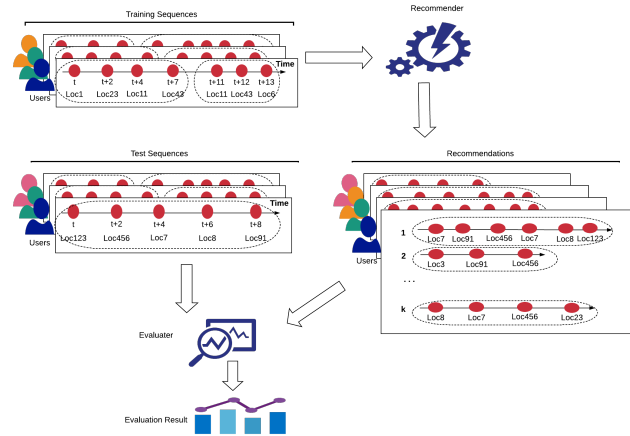 Training Sequences
Recommender
Time
t t+2 t+4 t+7 t+11 t+12 t+13
Loc1 Loc23 Loc11 Loc43 Loc11 Loc43 Loc6
Users
Test Sequences
Recommendations
Time
t t+2 t+4 t+6 t+8
Loc123 Loc456 Loc7 Loc8 Loc91
Users
1
Loc7 Loc91 Loc456 Loc7 Loc8 Loc123
2
Loc3 Loc91 Loc456
Users
...
k
Loc8 Loc7 Loc456 Loc23
Evaluater
Evaluation Result